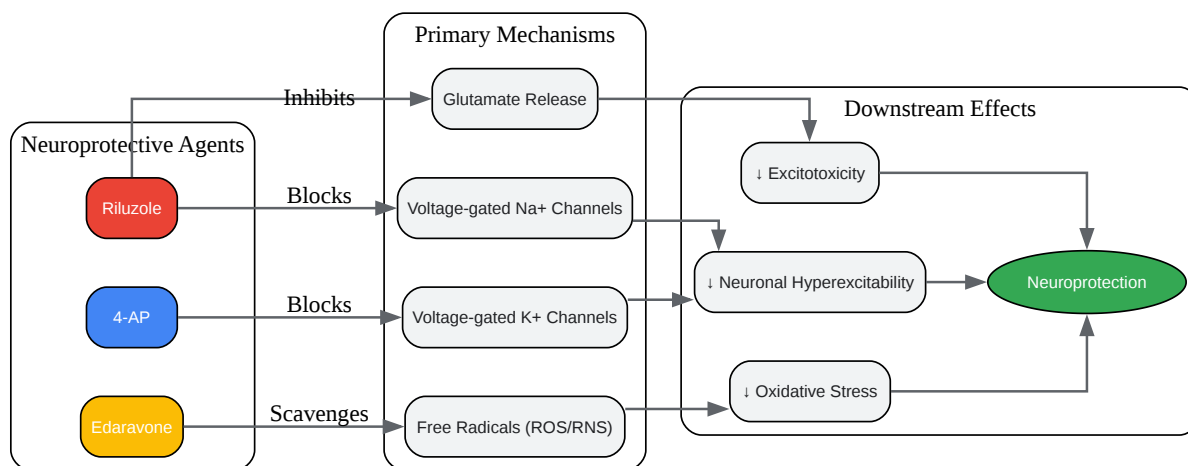 Primary Mechanisms
Inhibits
Glutamate Release
Downstream Effects
Neuroprotective Agents
↓ Excitotoxicity
Riluzole
Blocks
Voltage-gated Na+ Channels
↓ Neuronal Hyperexcitability
Neuroprotection
4-AP
Blocks
Voltage-gated K+ Channels
↓ Oxidative Stress
Edaravone
Scavenges
Free Radicals (ROS/RNS)